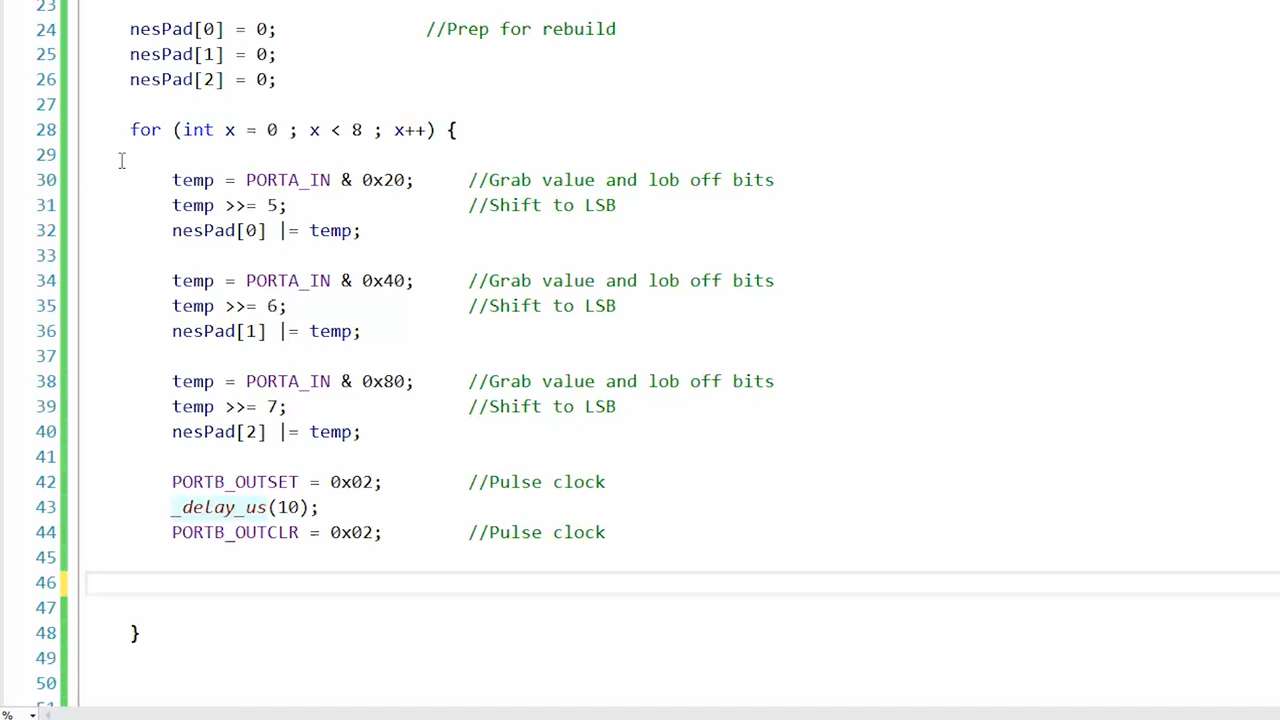 23
24 nesPad[0] = 0; //Prep for rebuild
25 nesPad[1] = 0;
26 nesPad[2] = 0;
27
28 for (int x = 0 ; x < 8 ; x++) {
29
30 temp = PORTA_IN & 0x20; //Grab value and lob off bits
31 temp >>= 5; //Shift to LSB
32 nesPad[0] |= temp;
33
34 temp = PORTA_IN & 0x40; //Grab value and lob off bits
35 temp >>= 6; //Shift to LSB
36 nesPad[1] |= temp;
37
38 temp = PORTA_IN & 0x80; //Grab value and lob off bits
39 temp >>= 7; //Shift to LSB
40 nesPad[2] |= temp;
41
42 PORTB_OUTSET = 0x02; //Pulse clock
43 _delay_us(10);
44 PORTB_OUTCLR = 0x02; //Pulse clock
45
46
47
48 }
49
50
51
%